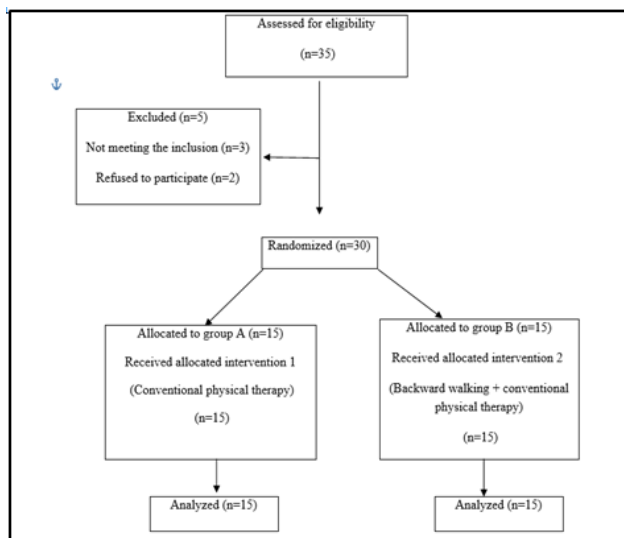 Assessed for eligibility
(n=35)
Excluded (n=5)
Not meeting the inclusion (n=3)
Refused to participate (n=2)
Randomized (n=30)
Allocated to group A (n=15)
Received allocated intervention 1
(Conventional physical therapy)
(n=15)
Allocated to group B (n=15)
Received allocated intervention 2
(Backward walking + conventional
physical therapy)
(n=15)
Analyzed (n=15)
Analyzed (n=15)